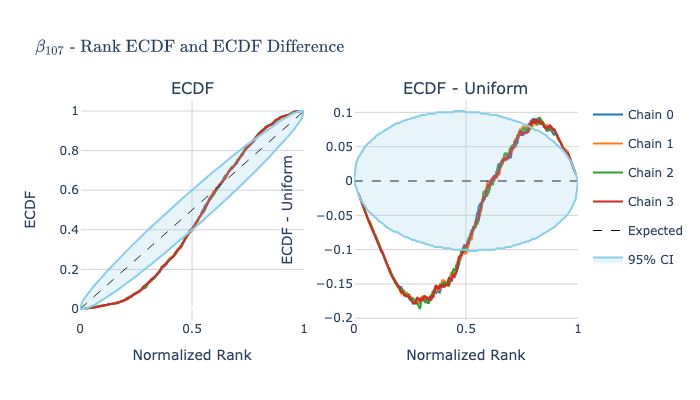 β₁₀₇ - Rank ECDF and ECDF Difference
ECDF
ECDF
1
0.8
0.6
0.4
0.2
0
0
0.5
1
Normalized Rank
ECDF - Uniform
ECDF - Uniform
0.1
0.05
0
−0.05
−0.1
−0.15
−0.2
0
0.5
1
Normalized Rank
Chain 0
Chain 1
Chain 2
Chain 3
Expected
95% CI